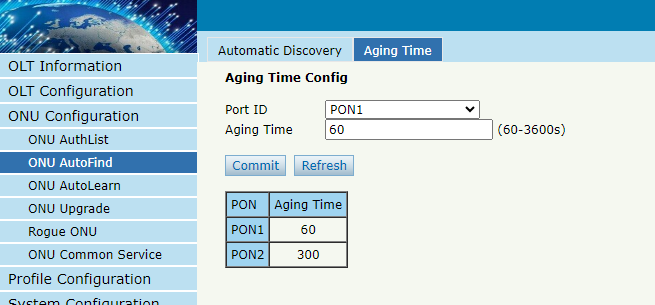 Automatic Discovery Aging Time
OLT Information
OLT Configuration
ONU Configuration
ONU AuthList
ONU AutoFind
ONU AutoLearn
ONU Upgrade
Rogue ONU
ONU Common Service
Profile Configuration
System Configuration
Aging Time Config
Port ID PON1
Aging Time 60 (60-3600s)
Commit Refresh
PON Aging Time
PON1 60
PON2 300